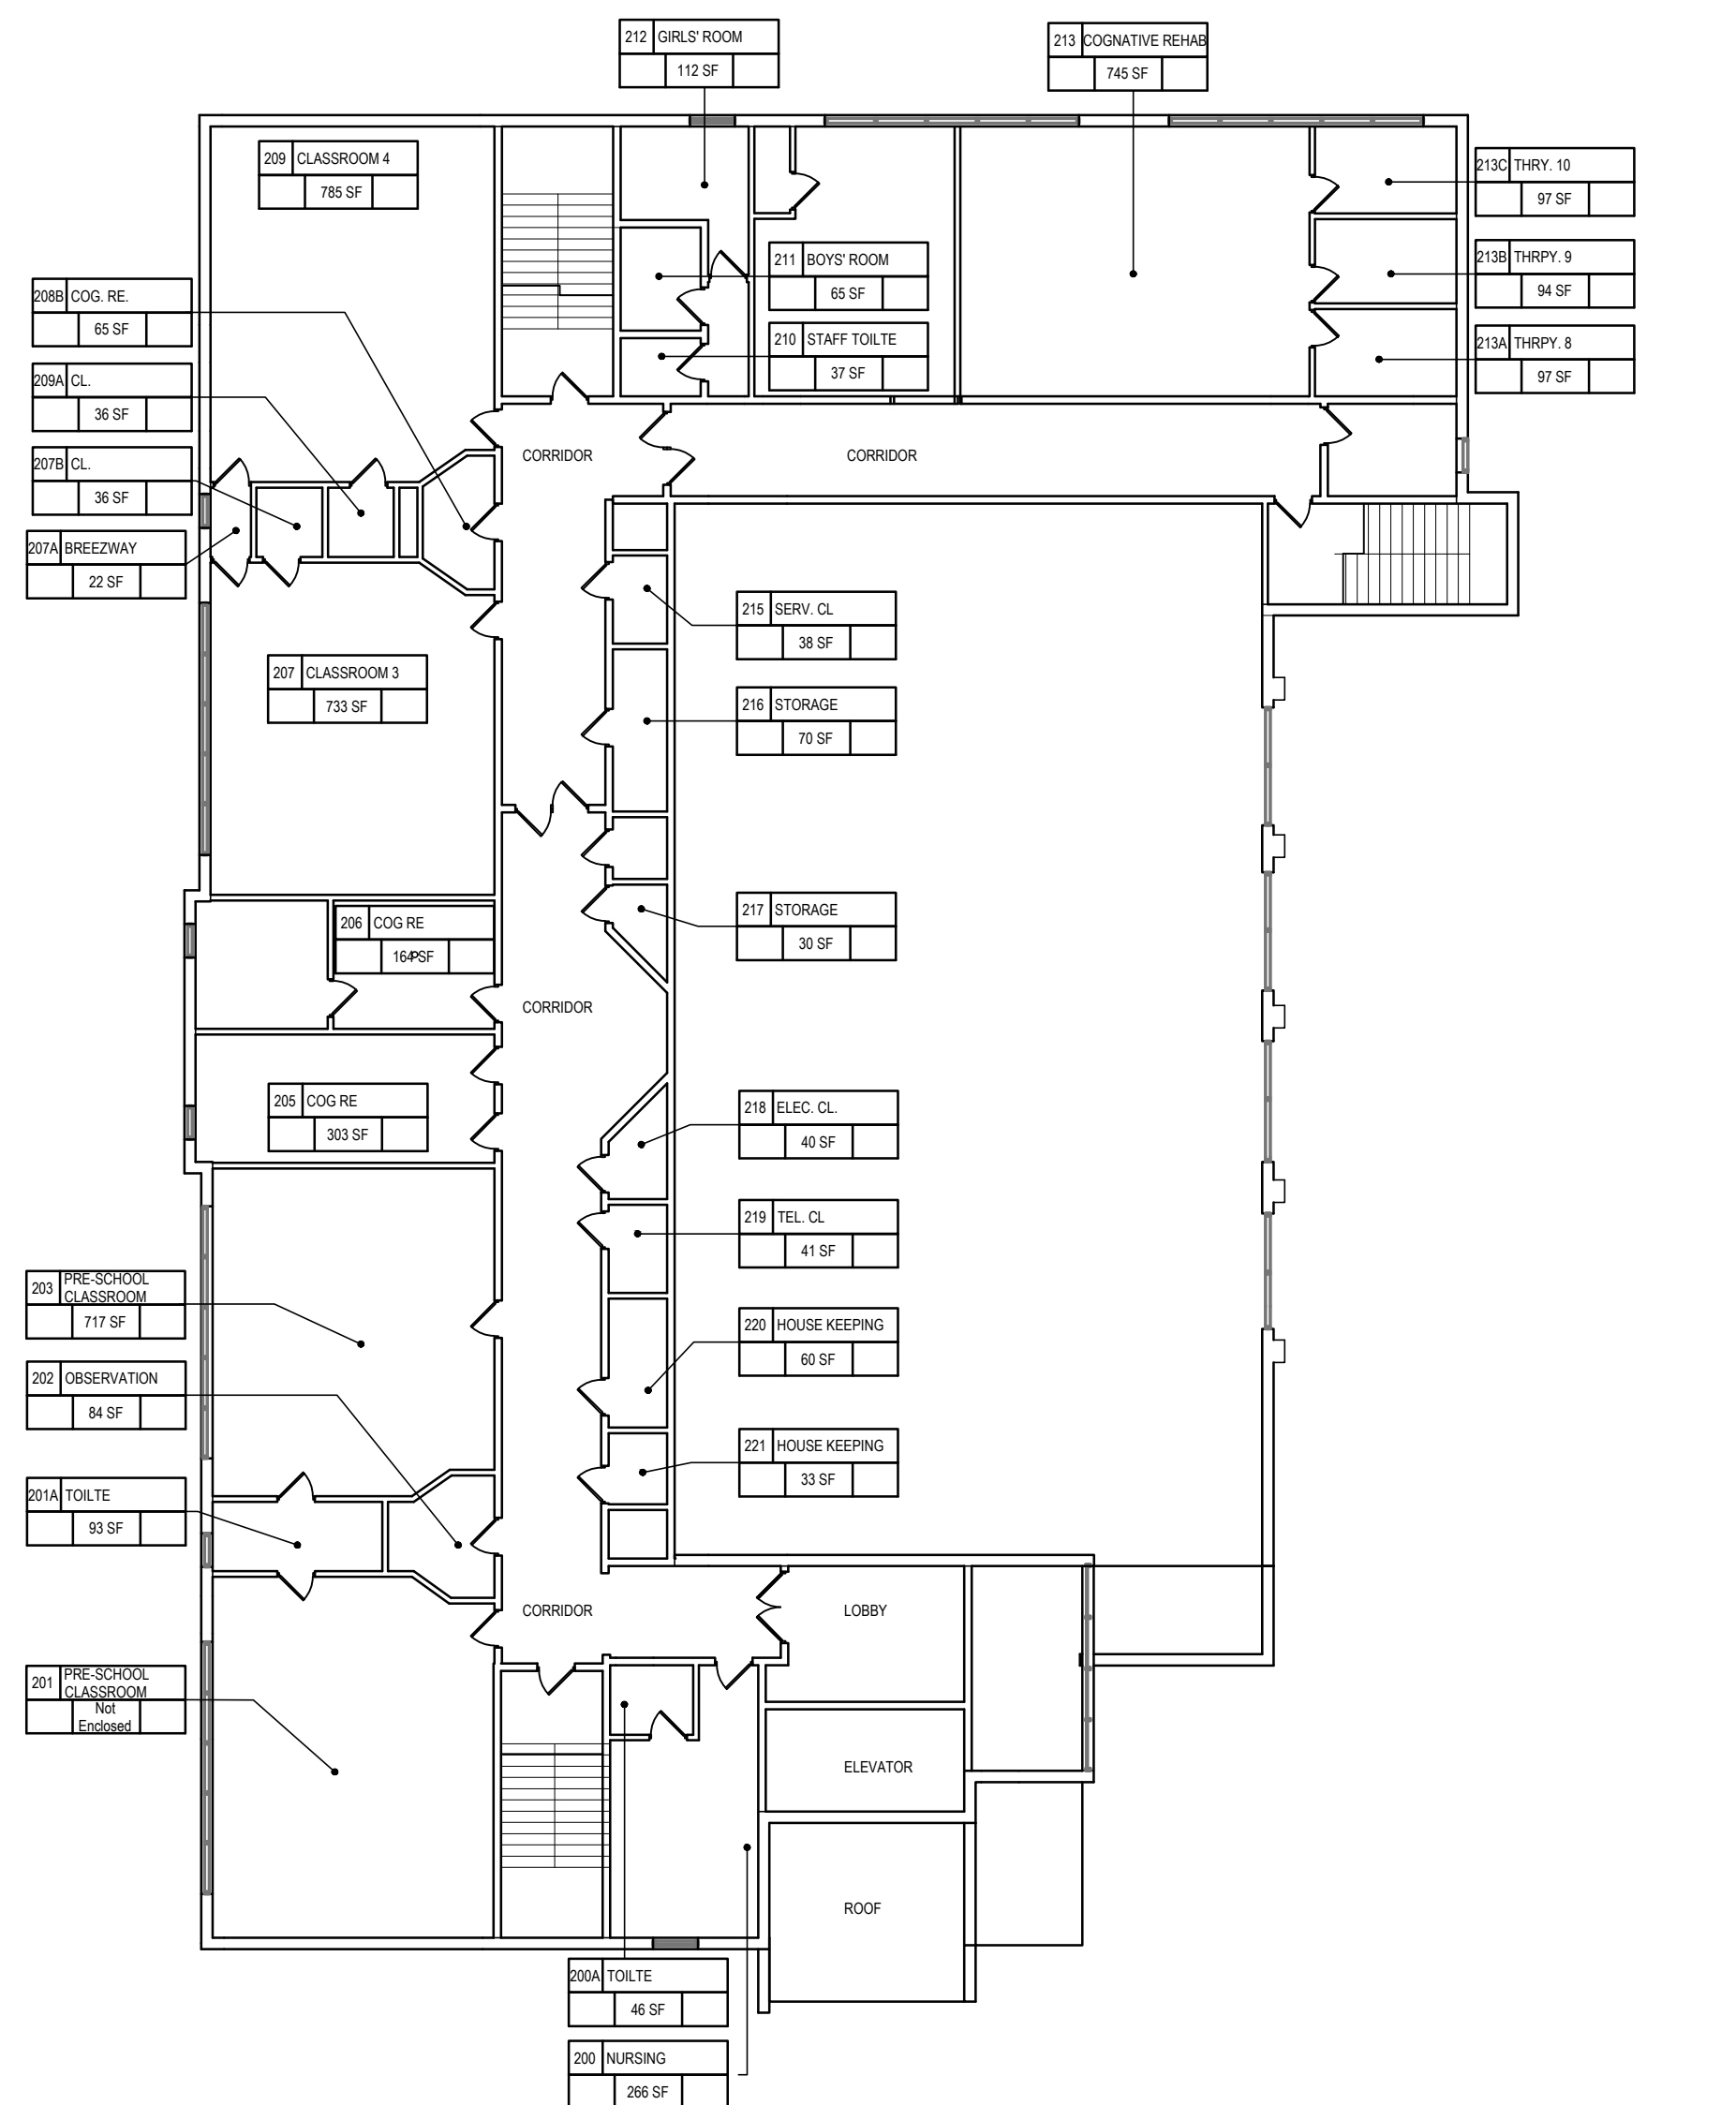 212 GIRLS' ROOM
112 SF
213 COGNATIVE REHAB
745 SF
209 CLASSROOM 4
785 SF
213C THRY. 10
97 SF
211 BOYS' ROOM
65 SF
213B THRPY. 9
94 SF
208B COG. RE.
65 SF
210 STAFF TOILTE
37 SF
213A THRPY. 8
97 SF
209A CL.
36 SF
CORRIDOR
CORRIDOR
207B CL.
36 SF
207A BREEZWAY
22 SF
215 SERV. CL
38 SF
207 CLASSROOM 3
733 SF
216 STORAGE
70 SF
217 STORAGE
30 SF
206 COG RE
164 SF
CORRIDOR
205 COG RE
303 SF
218 ELEC. CL.
40 SF
219 TEL. CL
41 SF
203 PRE-SCHOOL
CLASSROOM
717 SF
220 HOUSE KEEPING
60 SF
202 OBSERVATION
84 SF
221 HOUSE KEEPING
33 SF
201A TOILTE
93 SF
CORRIDOR
LOBBY
201 PRE-SCHOOL
CLASSROOM
Not
Enclosed
ELEVATOR
ROOF
200A TOILTE
46 SF
200 NURSING
266 SF